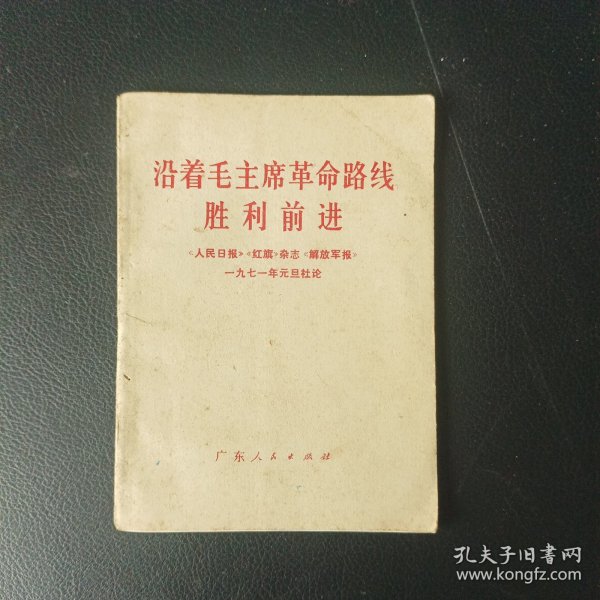 沿着毛主席革命路线
胜利前进
《人民日报》《红旗》杂志《解放军报》
一九七一年元旦社论
广东人民出版社
孔夫子旧书网
www.kongfz.com